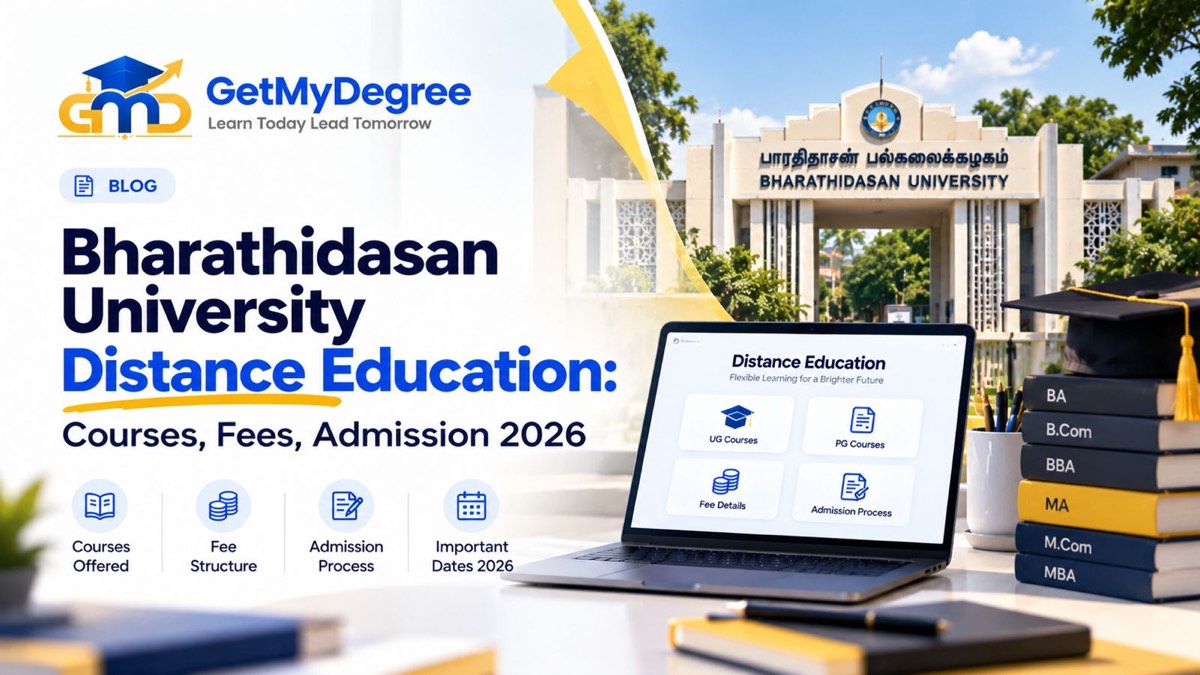 GMD
GetMyDegree
Learn Today Lead Tomorrow
BLOG
Bharathidasan
University
Distance Education:
Courses, Fees, Admission 2026
Courses
Offered
Fee
Structure
Admission
Process
Important
Dates 2026
பாரதிதாசன் பல்கலைக்கழகம்
BHARATHIDASAN UNIVERSITY
Distance Education
Flexible Learning for a Brighter Future
UG Courses
PG Courses
Fee Details
Admission Process
BA
B.Com
BBA
MA
M.Com
MBA